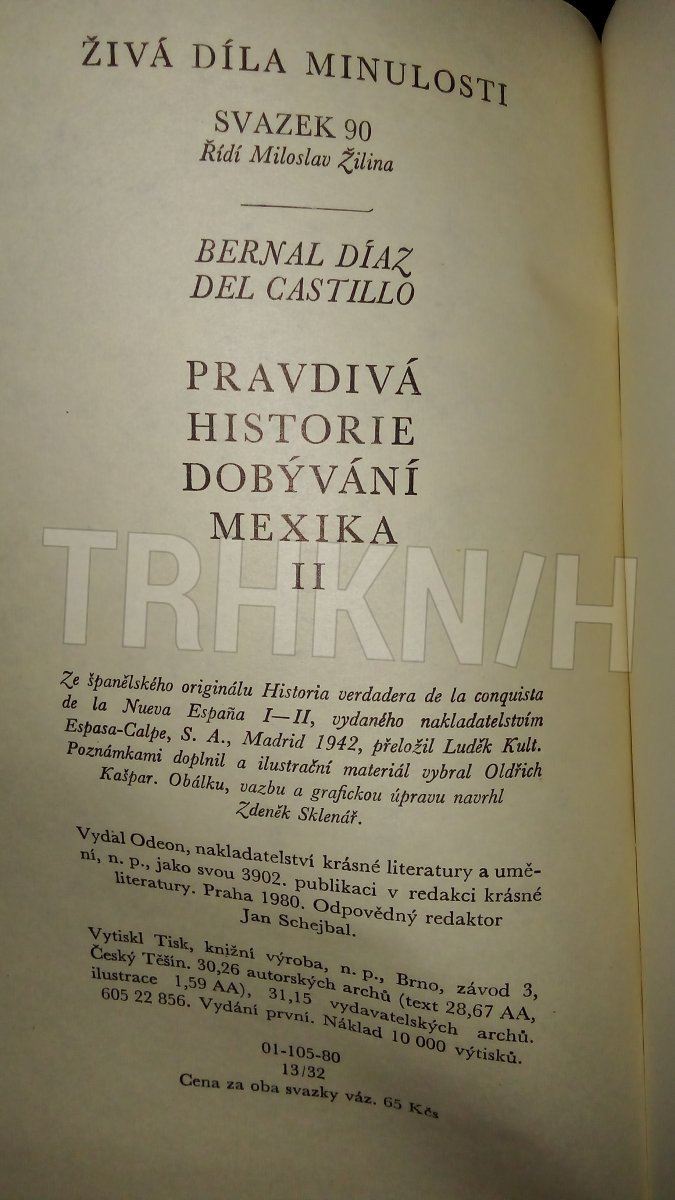 ŽIVÁ DÍLA MINULOSTI
SVAZEK 90
Řídí Miloslav Žilina
BERNAL DÍAZ
DEL CASTILLO
PRAVDIVÁ
HISTORIE
DOBÝVÁNÍ
MEXIKA
II
TRHKNIH
Ze španělského originálu Historia verdadera de la conquista
de la Nueva España I—II, vydaného nakladatelstvím
Espasa-Calpe, S. A., Madrid 1942, přeložil Luděk Kult.
Poznámkami doplnil a ilustrační materiál vybral Oldřich
Kašpar. Obálku, vazbu a grafickou úpravu navrhl
Zdeněk Sklenář.
Vydal Odeon, nakladatelství krásné literatury a umě-
ní, n. p., jako svou 3902. publikaci v redakci krásné
literatury. Praha 1980. Odpovědný redaktor
Jan Schejbal.
Vytiskl Tisk, knižní výroba, n. p., Brno, závod 3,
Český Těšín. 30,26 autorských archů (text 28,67 AA,
ilustrace 1,59 AA), 31,15 vydavatelských archů.
605 22 856. Vydání první. Náklad 10 000 výtisků.
01-105-80
13/32
Cena za oba svazky váz. 65 Kčs